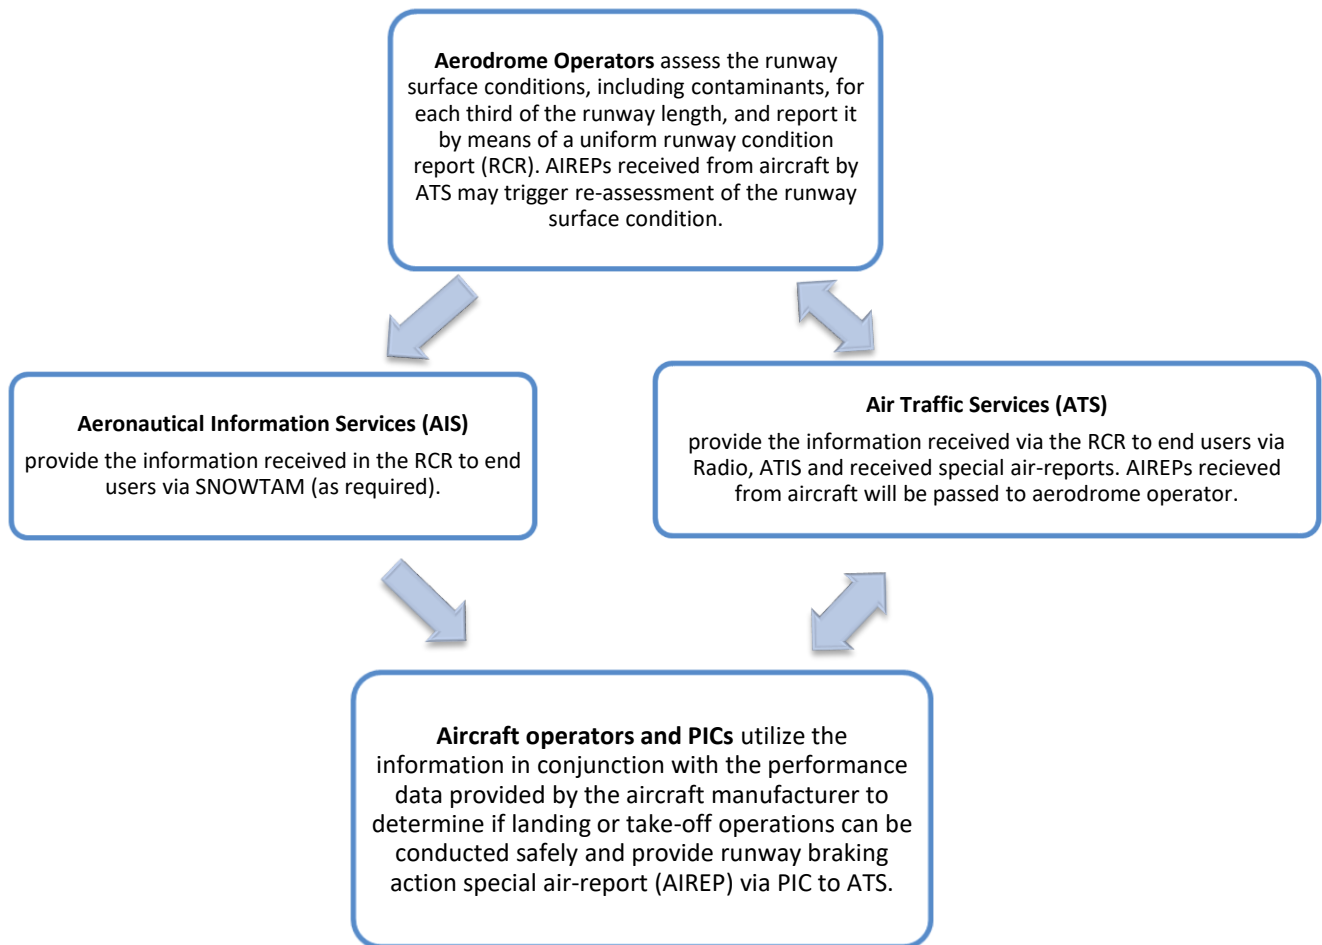 Aerodrome Operators assess the runway
surface conditions, including contaminants, for
each third of the runway length, and report it
by means of a uniform runway condition
report (RCR). AIREPs received from aircraft by
ATS may trigger re-assessment of the runway
surface condition.
Aeronautical Information Services (AIS)
provide the information received in the RCR to end
users via SNOWTAM (as required).
Air Traffic Services (ATS)
provide the information received via the RCR to end users via
Radio, ATIS and received special air-reports. AIREPs recieved
from aircraft will be passed to aerodrome operator.
Aircraft operators and PICs utilize the
information in conjunction with the performance
data provided by the aircraft manufacturer to
determine if landing or take-off operations can be
conducted safely and provide runway braking
action special air-report (AIREP) via PIC to ATS.